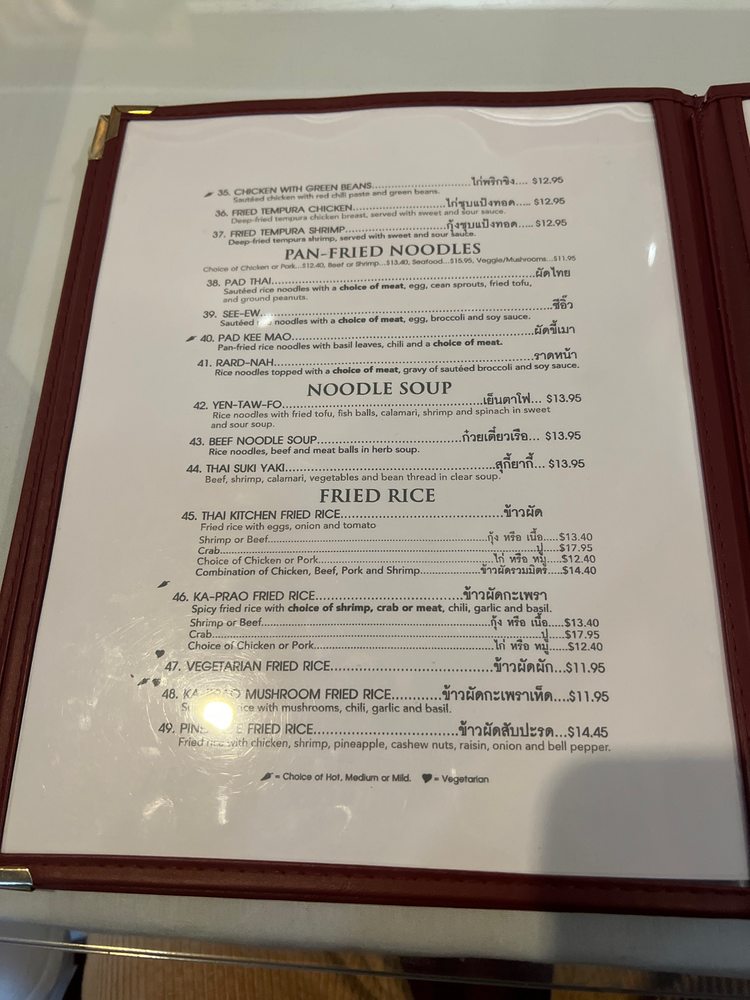 35. CHICKEN WITH GREEN BEANS....................ไก่พริกขิง.... $12.95
Sautéed chicken with red chili paste and green beans.
36. FRIED TEMPURA CHICKEN....................ไก่ชุบแป้งทอด..... $12.95
Deep-fried tempura chicken breast, served with sweet and sour sauce.
37. FRIED TEMPURA SHRIMP....................กุ้งชุบแป้งทอด..... $12.95
Deep-fried tempura shrimp, served with sweet and sour sauce.
PAN-FRIED NOODLES
Choice of Chicken or Pork...$12.40, Beef or Shrimp...$13.40, Seafood...$15.95, Veggie/Mushrooms...$11.95
38. PAD THAI....................ผัดไทย
Sautéed rice noodles with a choice of meat, egg, cean sprouts, fried tofu,
and ground peanuts.
39. SEE-EW....................ซีอิ๊ว
Sautéed noodles with a choice of meat, egg, broccoli and soy sauce.
40. PAD KEE MAO....................ผัดขี้เมา
Pan-fried rice noodles with basil leaves, chili and a choice of meat.
41. RARD-NAH....................ราดหน้า
Rice noodles topped with a choice of meat, gravy of sautéed broccoli and soy sauce.
NOODLE SOUP
42. YEN-TAW-FO....................เย็นตาโฟ... $13.95
Rice noodles with fried tofu, fish balls, calamari, shrimp and spinach in sweet
and sour soup.
43. BEEF NOODLE SOUP....................ก๋วยเตี๋ยวเรือ... $13.95
Rice noodles, beef and meat balls in herb soup.
44. THAI SUKI YAKI....................สุกี้ยากี้... $13.95
Beef, shrimp, calamari, vegetables and bean thread in clear soup.
FRIED RICE
45. THAI KITCHEN FRIED RICE....................ข้าวผัด
Fried rice with eggs, onion and tomato
Shrimp or Beef....................กุ้ง หรือ เนื้อ.....$13.40
Crab....................ปู.....$17.95
Choice of Chicken or Pork....................ไก่ หรือ หมู.....$12.40
Combination of Chicken, Beef, Pork and Shrimp....................ข้าวผัดรวมมิตร.....$14.40
46. KA-PRAO FRIED RICE....................ข้าวผัดกะเพรา
Spicy fried rice with choice of shrimp, crab or meat, chili, garlic and basil.
Shrimp or Beef....................กุ้ง หรือ เนื้อ.....$13.40
Crab....................ปู.....$17.95
Choice of Chicken or Pork....................ไก่ หรือ หมู.....$12.40
47. VEGETARIAN FRIED RICE....................ข้าวผัดผัก...$11.95
48. KA-PRAO MUSHROOM FRIED RICE..........ข้าวผัดกะเพราเห็ด....$11.95
rice with mushrooms, chili, garlic and basil.
49. FRIED RICE....................ข้าวผัดสับปะรด...$14.45
Fried rice with chicken, shrimp, pineapple, cashew nuts, raisin, onion and bell pepper.
= Choice of Hot, Medium or Mild. = Vegetarian